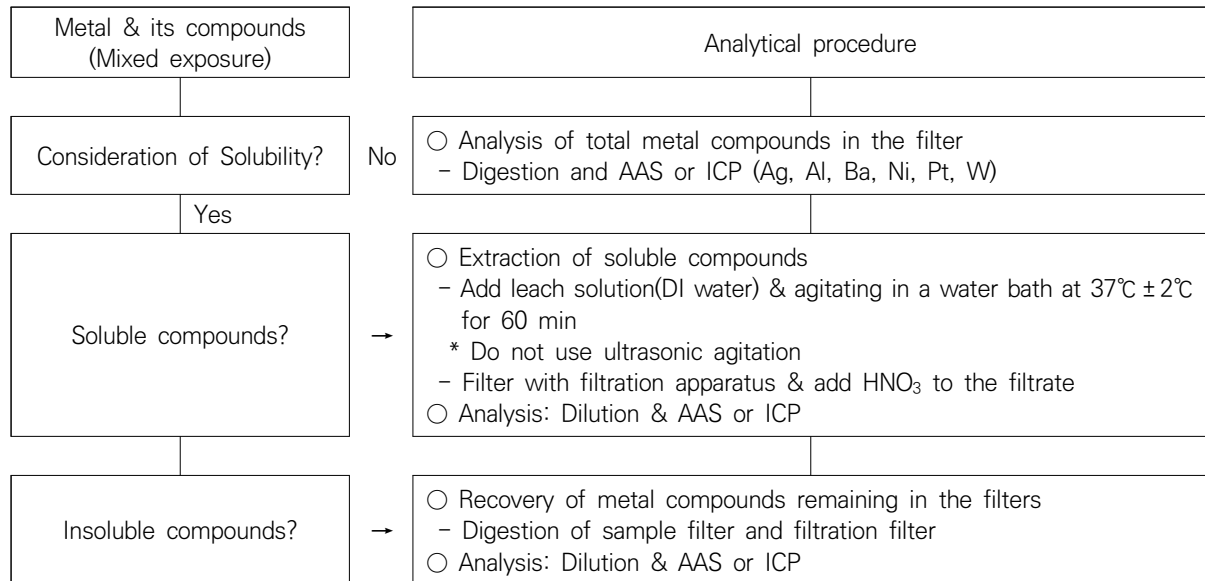 Metal & its compounds
(Mixed exposure)
Analytical procedure
Consideration of Solubility?
No
○ Analysis of total metal compounds in the filter
- Digestion and AAS or ICP (Ag, Al, Ba, Ni, Pt, W)
Yes
Soluble compounds?
→
○ Extraction of soluble compounds
- Add leach solution(DI water) & agitating in a water bath at 37℃ ± 2℃
for 60 min
* Do not use ultrasonic agitation
- Filter with filtration apparatus & add HNO₃ to the filtrate
○ Analysis: Dilution & AAS or ICP
Insoluble compounds?
→
○ Recovery of metal compounds remaining in the filters
- Digestion of sample filter and filtration filter
○ Analysis: Dilution & AAS or ICP